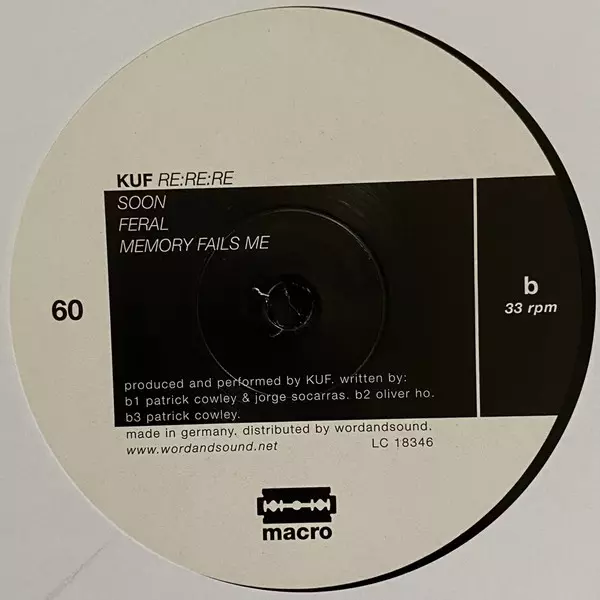 KUF RE:RE:RE
SOON
FERAL
MEMORY FAILS ME
60
b
33 rpm
produced and performed by KUF. written by:
b1 patrick cowley & jorge socarras. b2 oliver ho.
b3 patrick cowley.
made in germany, distributed by wordandsound.
www.wordandsound.net LC 18346
macro